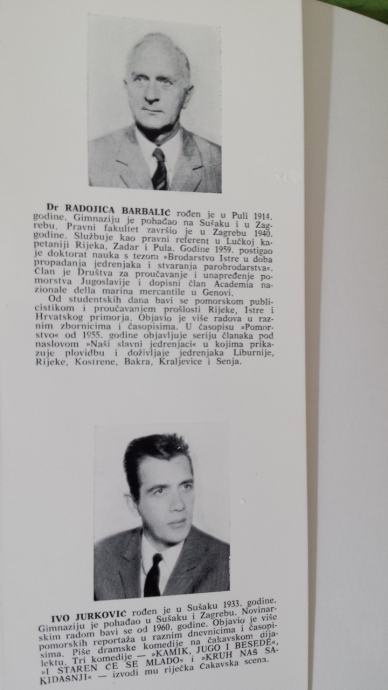 Dr RADOJICA BARBALIĆ rođen je u Puli 1914.
godine. Gimnaziju je pohađao na Sušaku i u Zag-
rebu. Pravni fakultet završio je u Zagrebu 1940.
godine. Službuje kao pravni referent u Lučkoj ka-
petaniji Rijeka, Zadar i Pula. Godine 1959. postigao
je doktorat nauka s tezom »Brodarstvo Istre u doba
propadanja jedrenjaka i stvaranja parobrodarstva«.
Član je Društva za proučavanje i unapređenje po-
morstva Jugoslavije i dopisni član Academia na-
zionale della marina mercantile u Genovi.
Od studentskih dana bavi se pomorskom publi-
cistikom i proučavanjem prošlosti Rijeke, Istre i
Hrvatskog primorja. Objavio je više radova u raz-
nim zbornicima i časopisima. U časopisu »Pomor-
stvo« od 1955. godine objavljuje seriju članaka pod
naslovom »Naši slavni jedrenjaci« u kojima prika-
zuje plovidbu i doživljaje jedrenjaka Liburnije,
Rijeke, Kostrene, Bakra, Kraljevice i Senja.
IVO JURKOVIĆ rođen je u Sušaku 1933. godine.
Gimnaziju je pohađao u Sušaku i Zagrebu. Novinar-
skim radom bavi se od 1960. godine. Objavio je više
pomorskih reportaža u raznim dnevnicima i časopi-
sima. Piše dramske komedije na čakavskom dija-
lektu. Tri komedije — »KAMIK, JUGO I BESEDE«,
»I STAREN ĆE SE MLADO« i »KRUH NAŠ SA-
KIDAŠNJI« — izvodi mu riječka Čakavska scena.